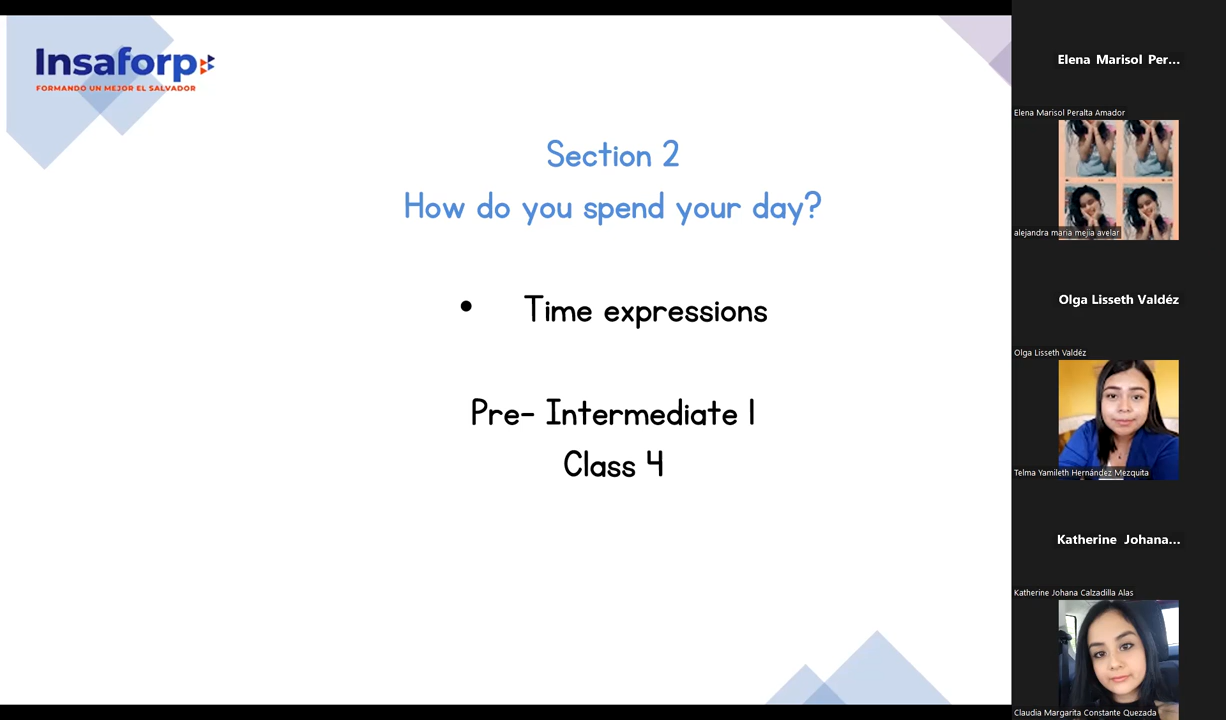 Insaforp
FORMANDO UN MEJOR EL SALVADOR
Section 2
How do you spend your day?
• Time expressions
Pre- Intermediate 1
Class 4
Elena Marisol Per...
Elena Marisol Peralta Amador
alejandra maria mejia avelar
Olga Lisseth Valdéz
Olga Lisseth Valdéz
Telma Yamileth Hernández Mezquita
Katherine Johana...
Katherine Johana Calzadilla Alas
Claudia Margarita Constante Quezada